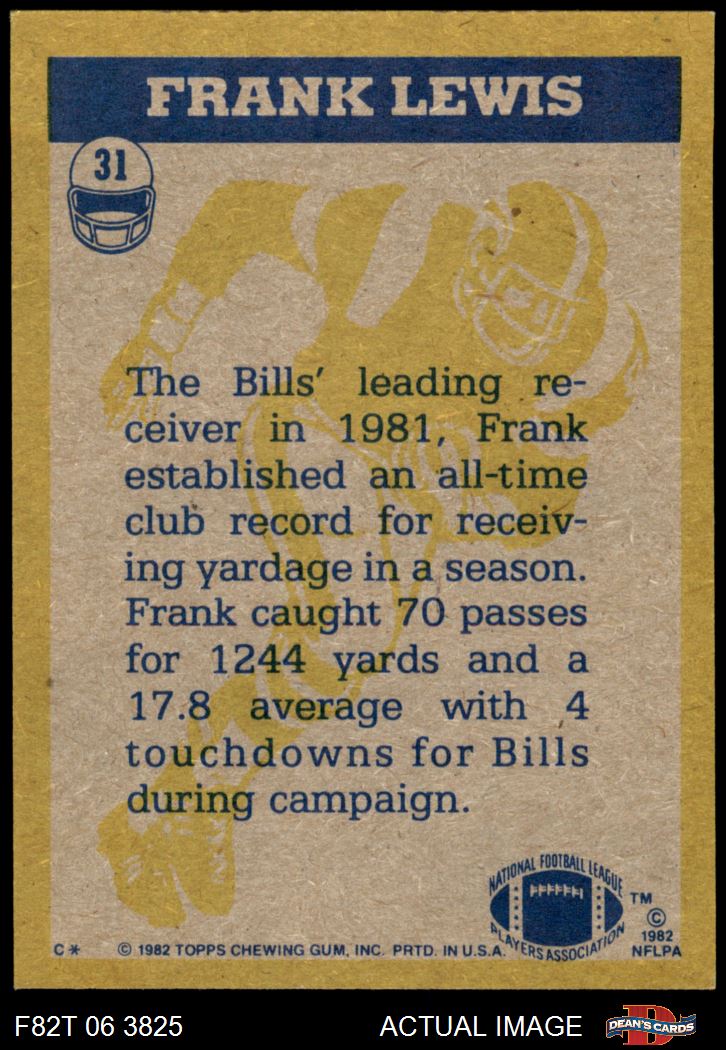 FRANK LEWIS
31
The Bills' leading re-
ceiver in 1981, Frank
established an all-time
club record for receiv-
ing yardage in a season.
Frank caught 70 passes
for 1244 yards and a
17.8 average with 4
touchdowns for Bills
during campaign.
NATIONAL FOOTBALL LEAGUE
PLAYERS ASSOCIATION
TM
©
1982
NFLPA
C* © 1982 TOPPS CHEWING GUM, INC. PRTD. IN U.S.A.
F82T 06 3825 ACTUAL IMAGE
D
DEAN'S CARDS